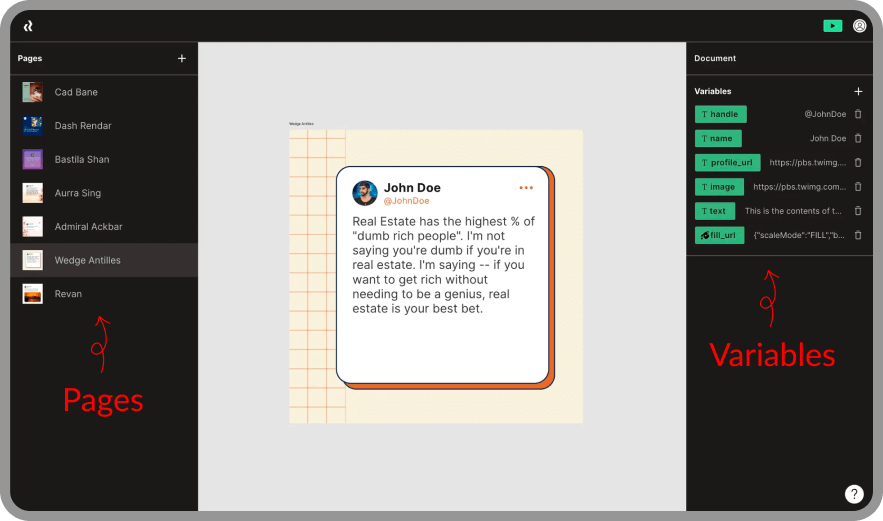 Pages
+
Cad Bane
Dash Rendar
Bastila Shan
Aurra Sing
Admiral Ackbar
Wedge Antilles
Revan
Pages
Wedge Antilles
John Doe
@JohnDoe
Real Estate has the highest % of
"dumb rich people". I'm not
saying you're dumb if you're in
real estate. I'm saying -- if you
want to get rich without
needing to be a genius, real
estate is your best bet.
Document
Variables +
T handle @JohnDoe
T name John Doe
T profile_url https://pbs.twimg....
T image https://pbs.twimg.com...
T text This is the contents of t...
fill_url {"scaleMode":"FILL","b...
Variables
?